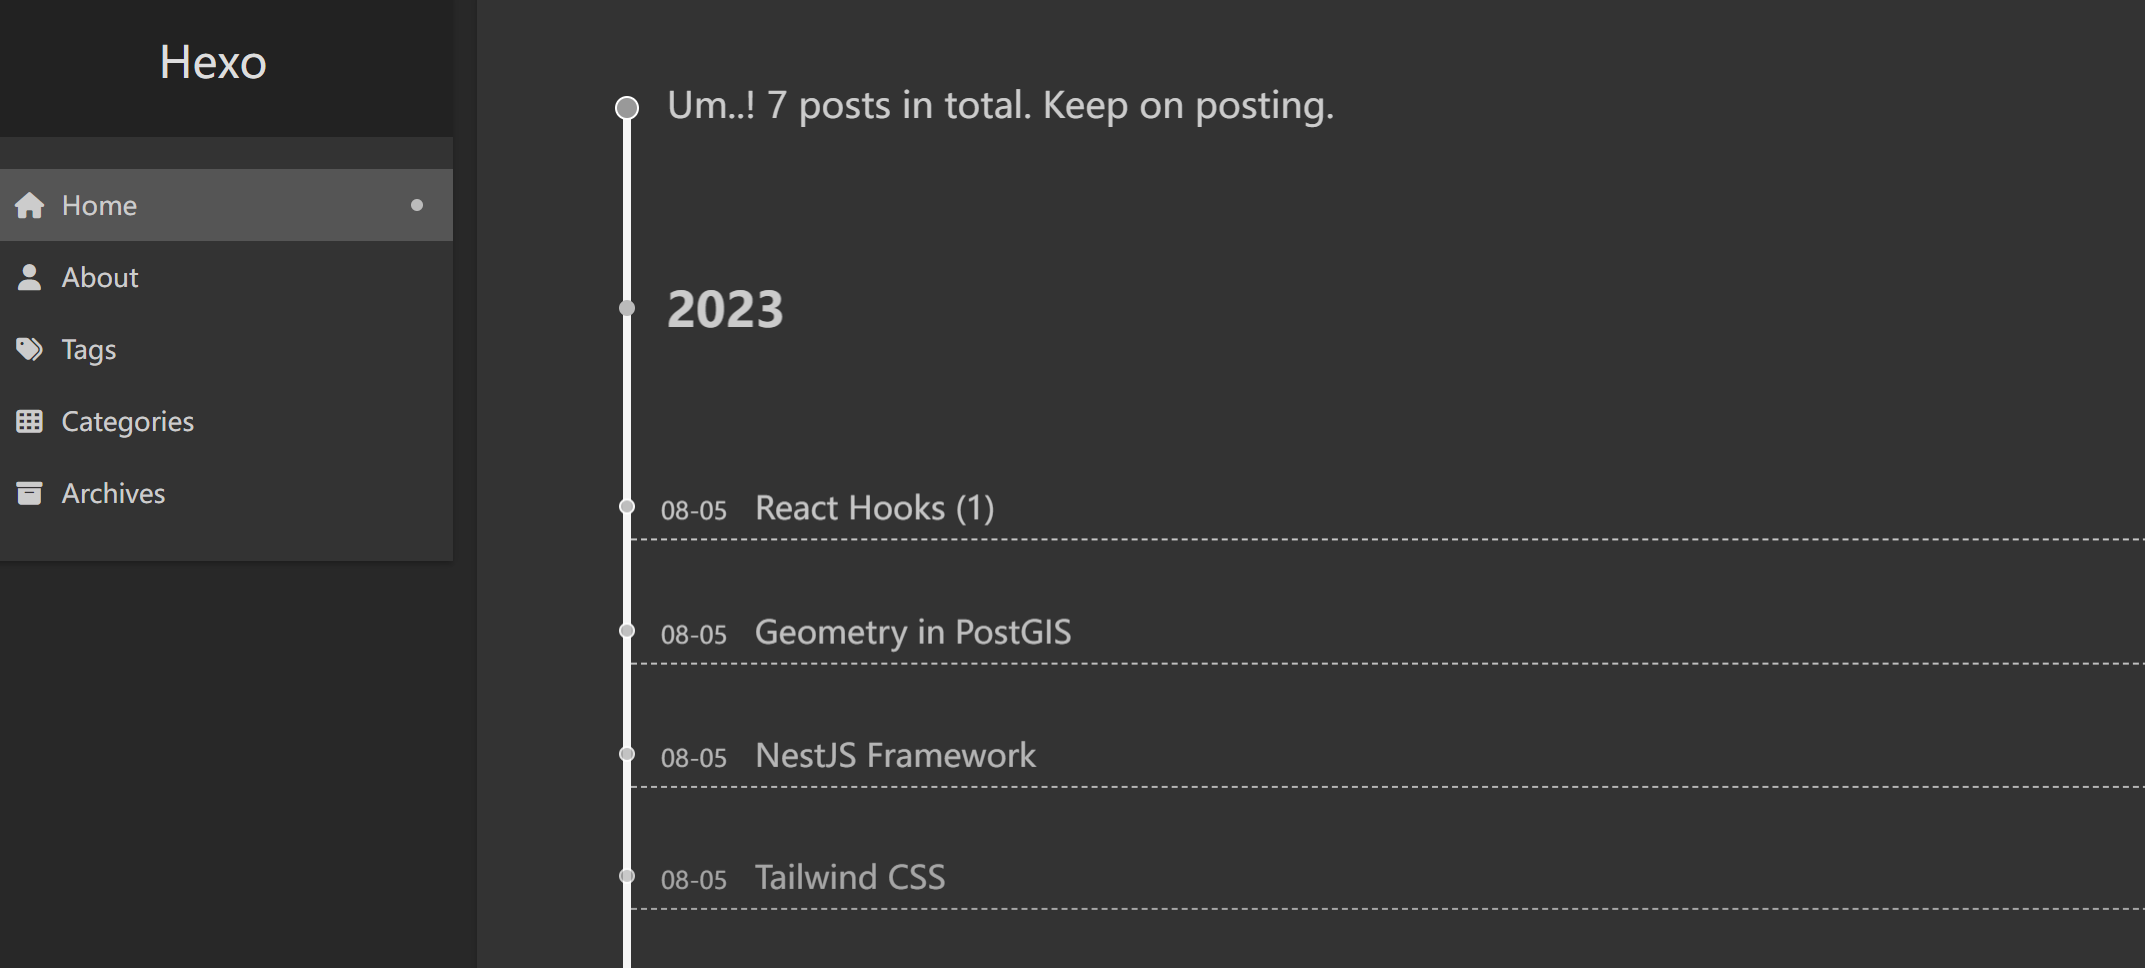 Hexo
Home
About
Tags
Categories
Archives
Um..! 7 posts in total. Keep on posting.
2023
08-05 React Hooks (1)
08-05 Geometry in PostGIS
08-05 NestJS Framework
08-05 Tailwind CSS